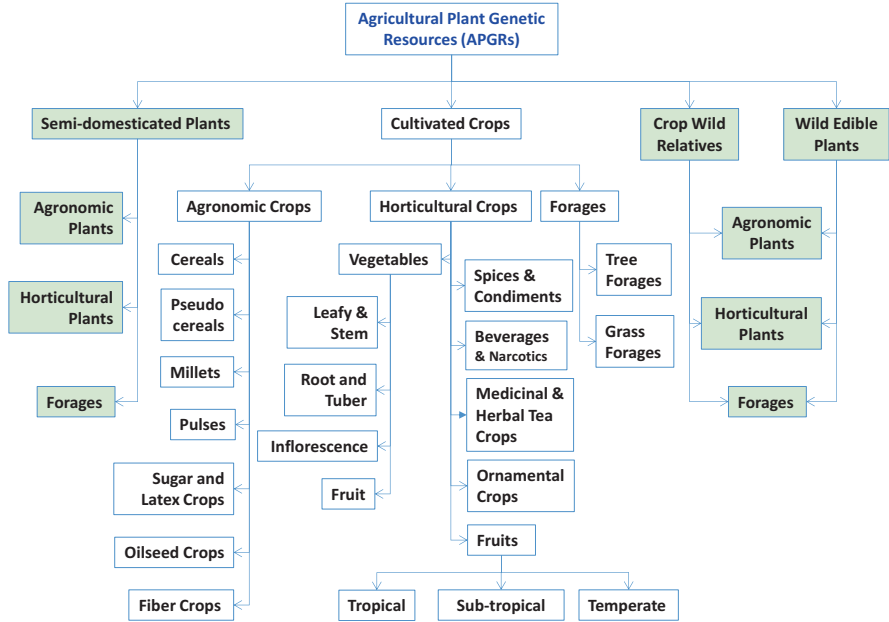 Agricultural Plant Genetic
Resources (APGRs)
Semi-domesticated Plants
Cultivated Crops
Crop Wild
Relatives
Wild Edible
Plants
Agronomic
Plants
Horticultural
Plants
Forages
Agronomic Crops
Cereals
Pseudo
cereals
Millets
Pulses
Sugar and
Latex Crops
Oilseed Crops
Fiber Crops
Horticultural Crops
Vegetables
Leafy &
Stem
Root and
Tuber
Inflorescence
Fruit
Spices &
Condiments
Beverages
& Narcotics
Medicinal &
Herbal Tea
Crops
Ornamental
Crops
Fruits
Tropical
Sub-tropical
Temperate
Forages
Tree
Forages
Grass
Forages
Agronomic
Plants
Horticultural
Plants
Forages